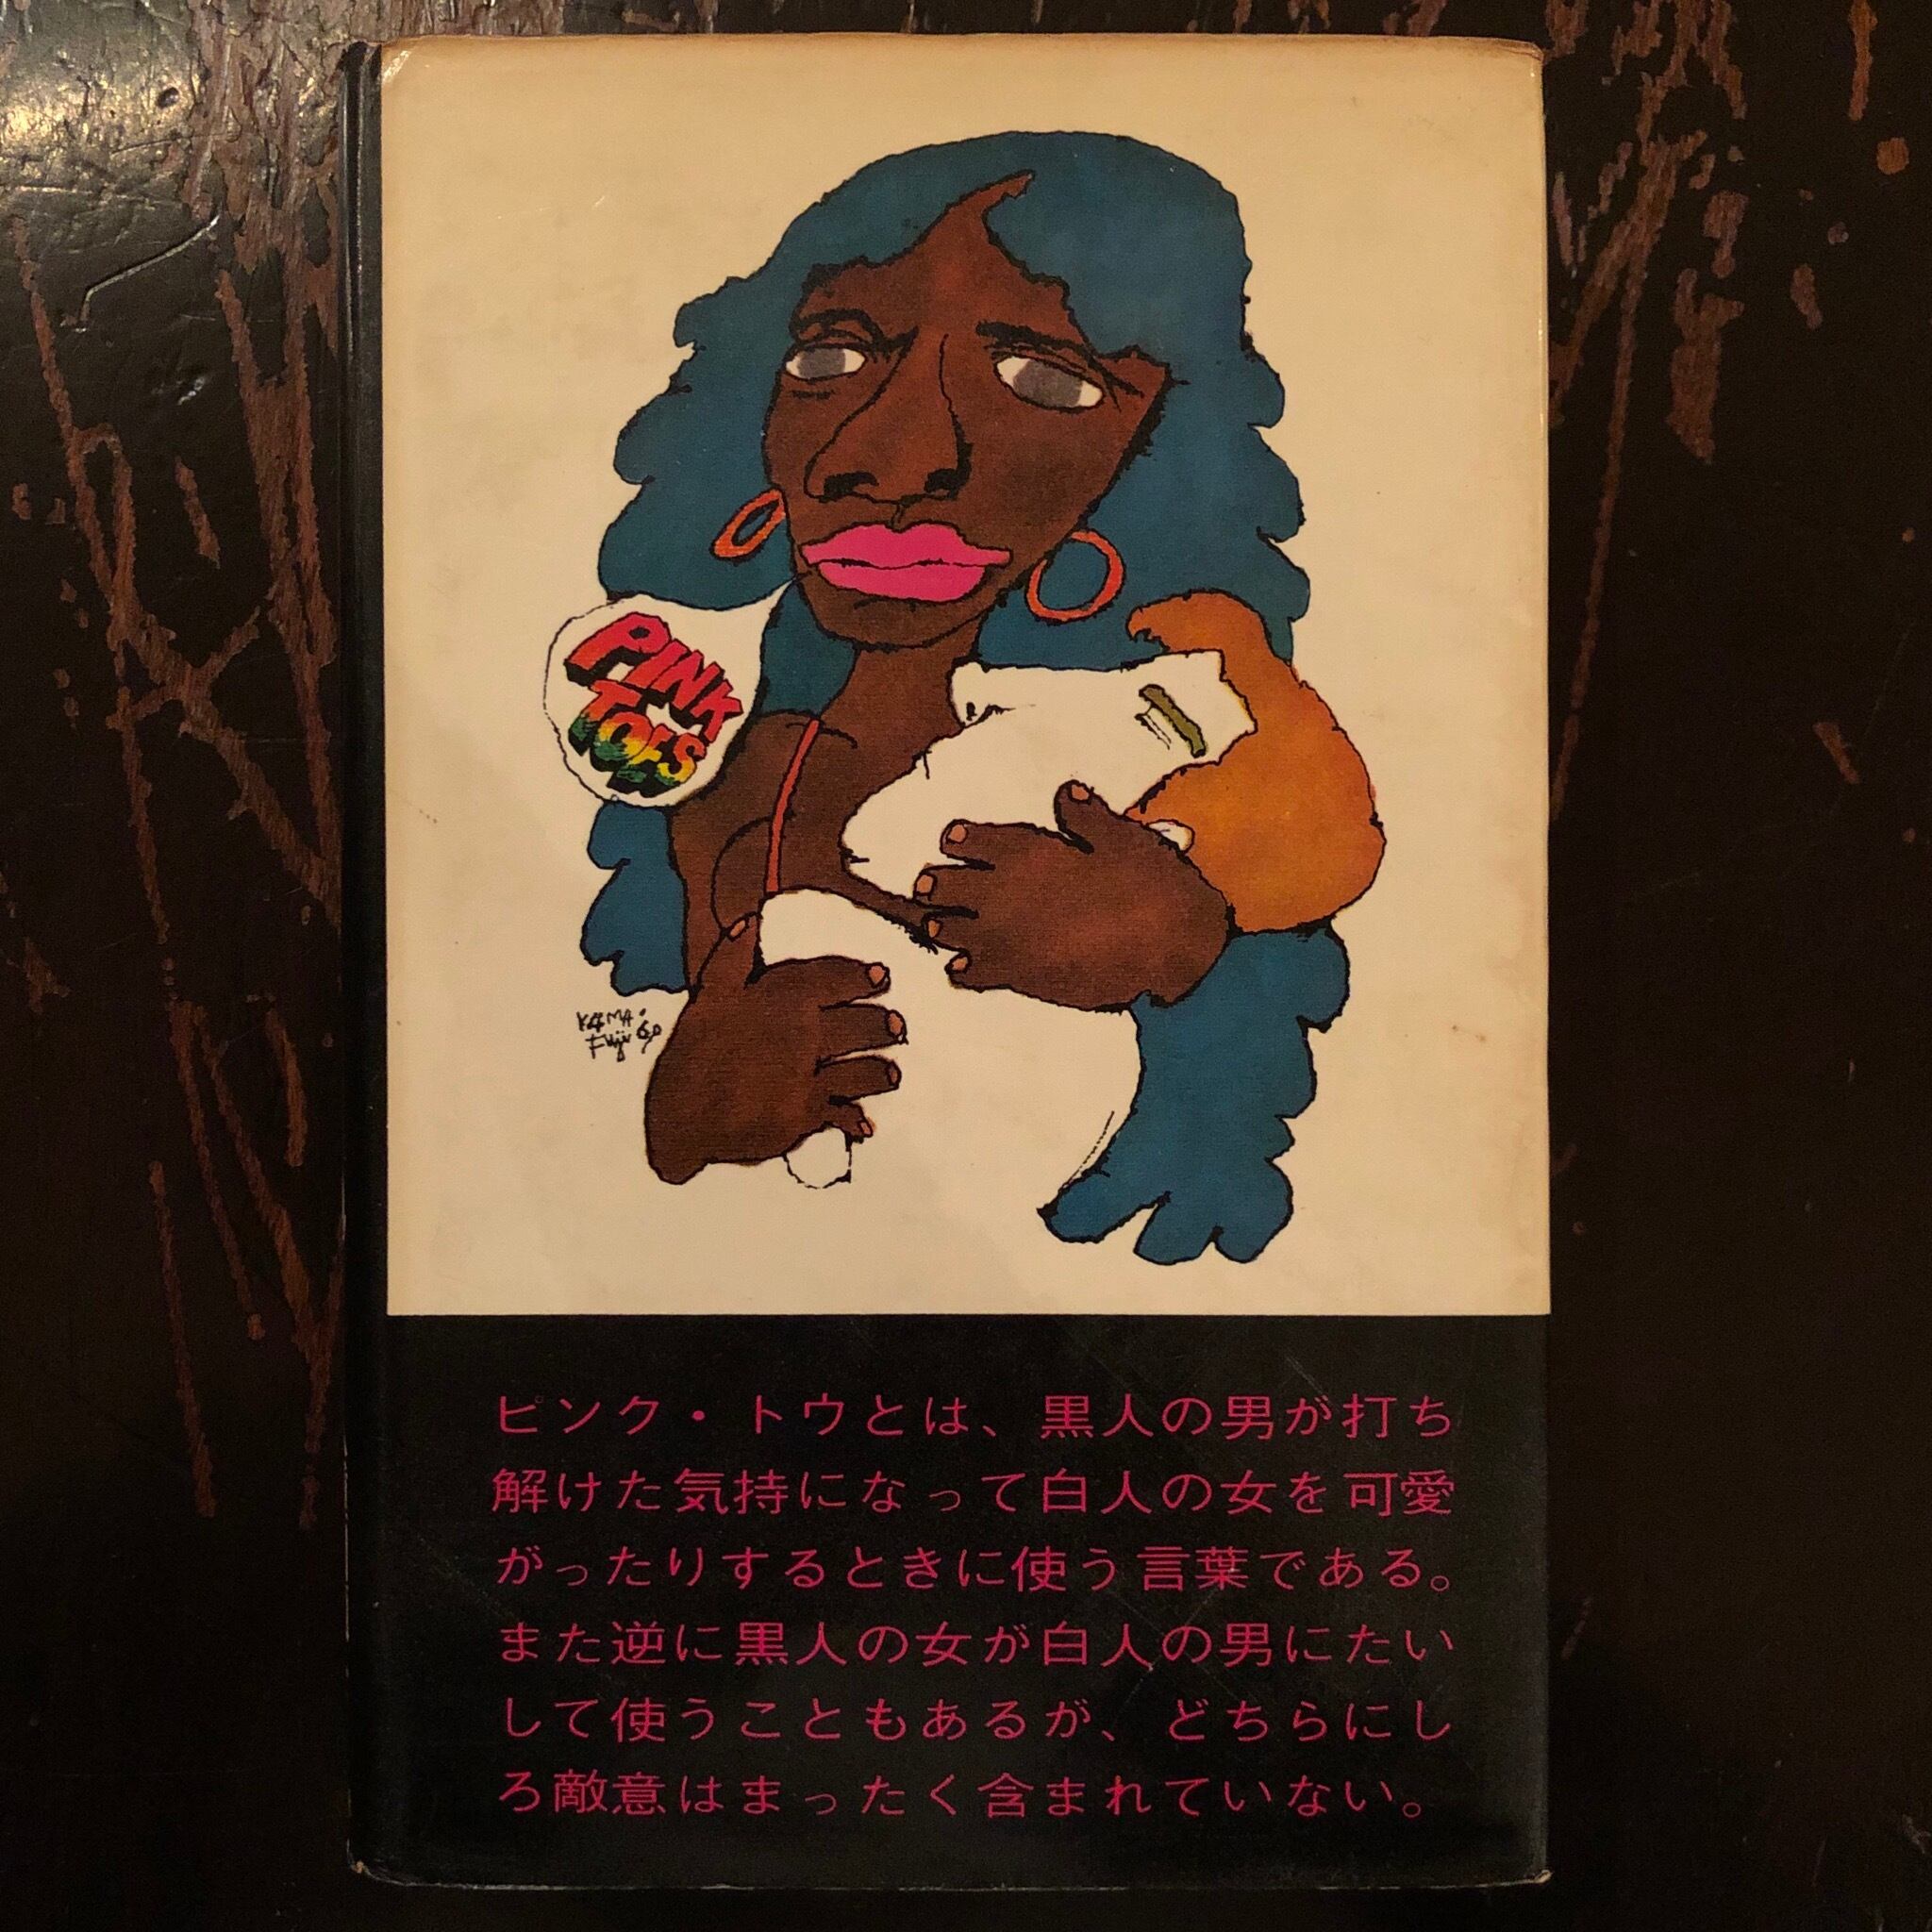 PINK
TOES
KAMA.
Fuji 69
ピンク・トウとは、黒人の男が打ち
解けた気持になって白人の女を可愛
がったりするときに使う言葉である。
また逆に黒人の女が白人の男にたい
して使うこともあるが、どちらにし
ろ敵意はまったく含まれていない。